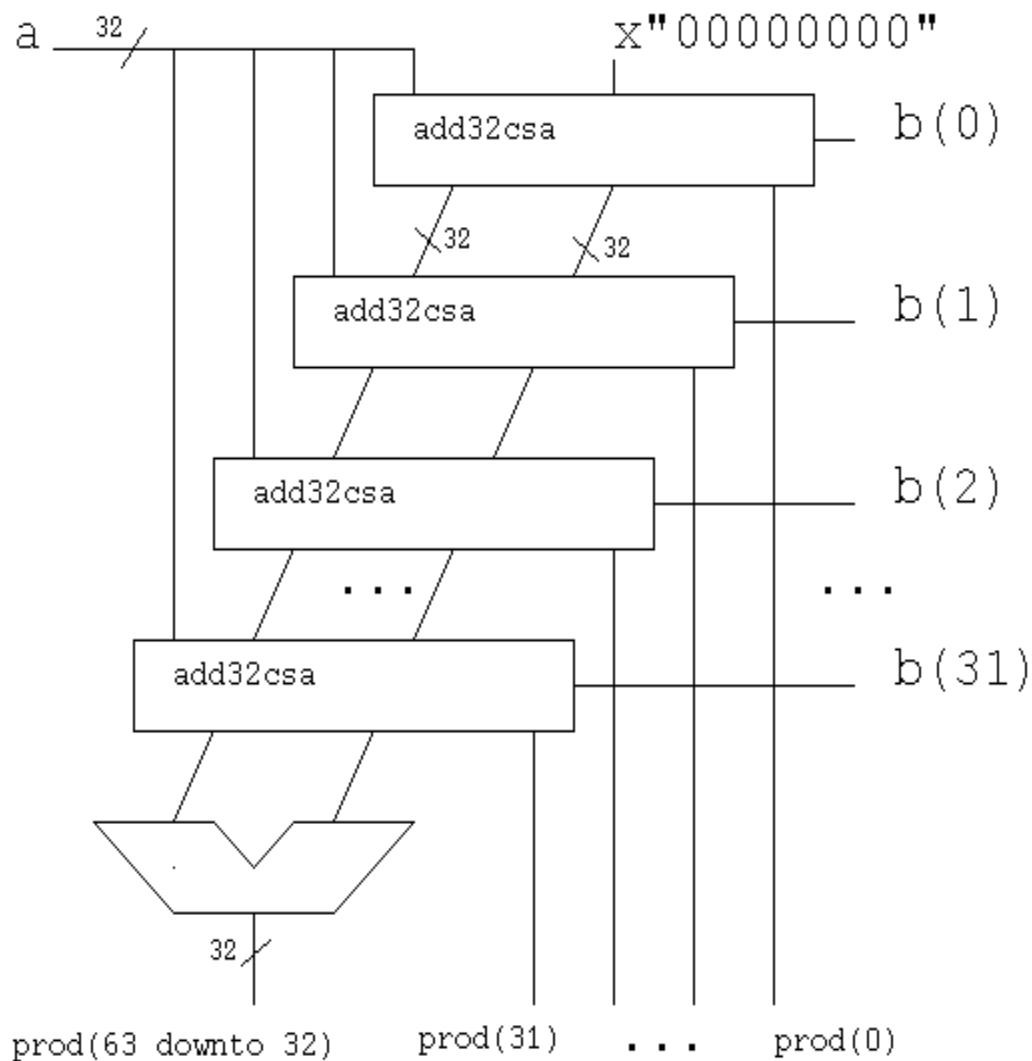 a 32 x"00000000"
add32csa b(0)
32 32
add32csa b(1)
add32csa b(2)
... ...
add32csa b(31)
32
prod(63 downto 32) prod(31) ... prod(0)